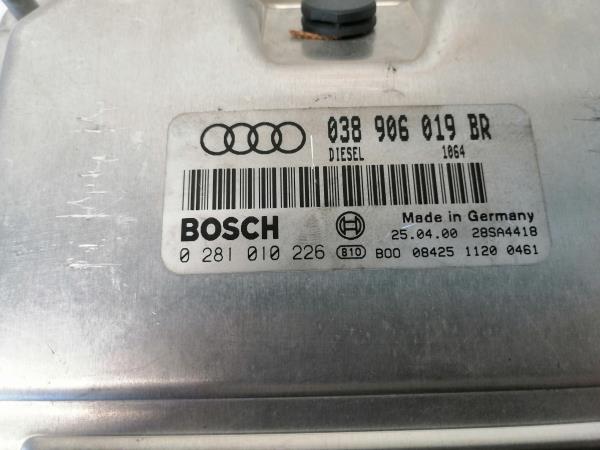 038 906 019 BR
DIESEL 1064
BOSCH Made in Germany
25.04.00 28SA4418
0 281 010 226 B10 B00 08425 1120 0461